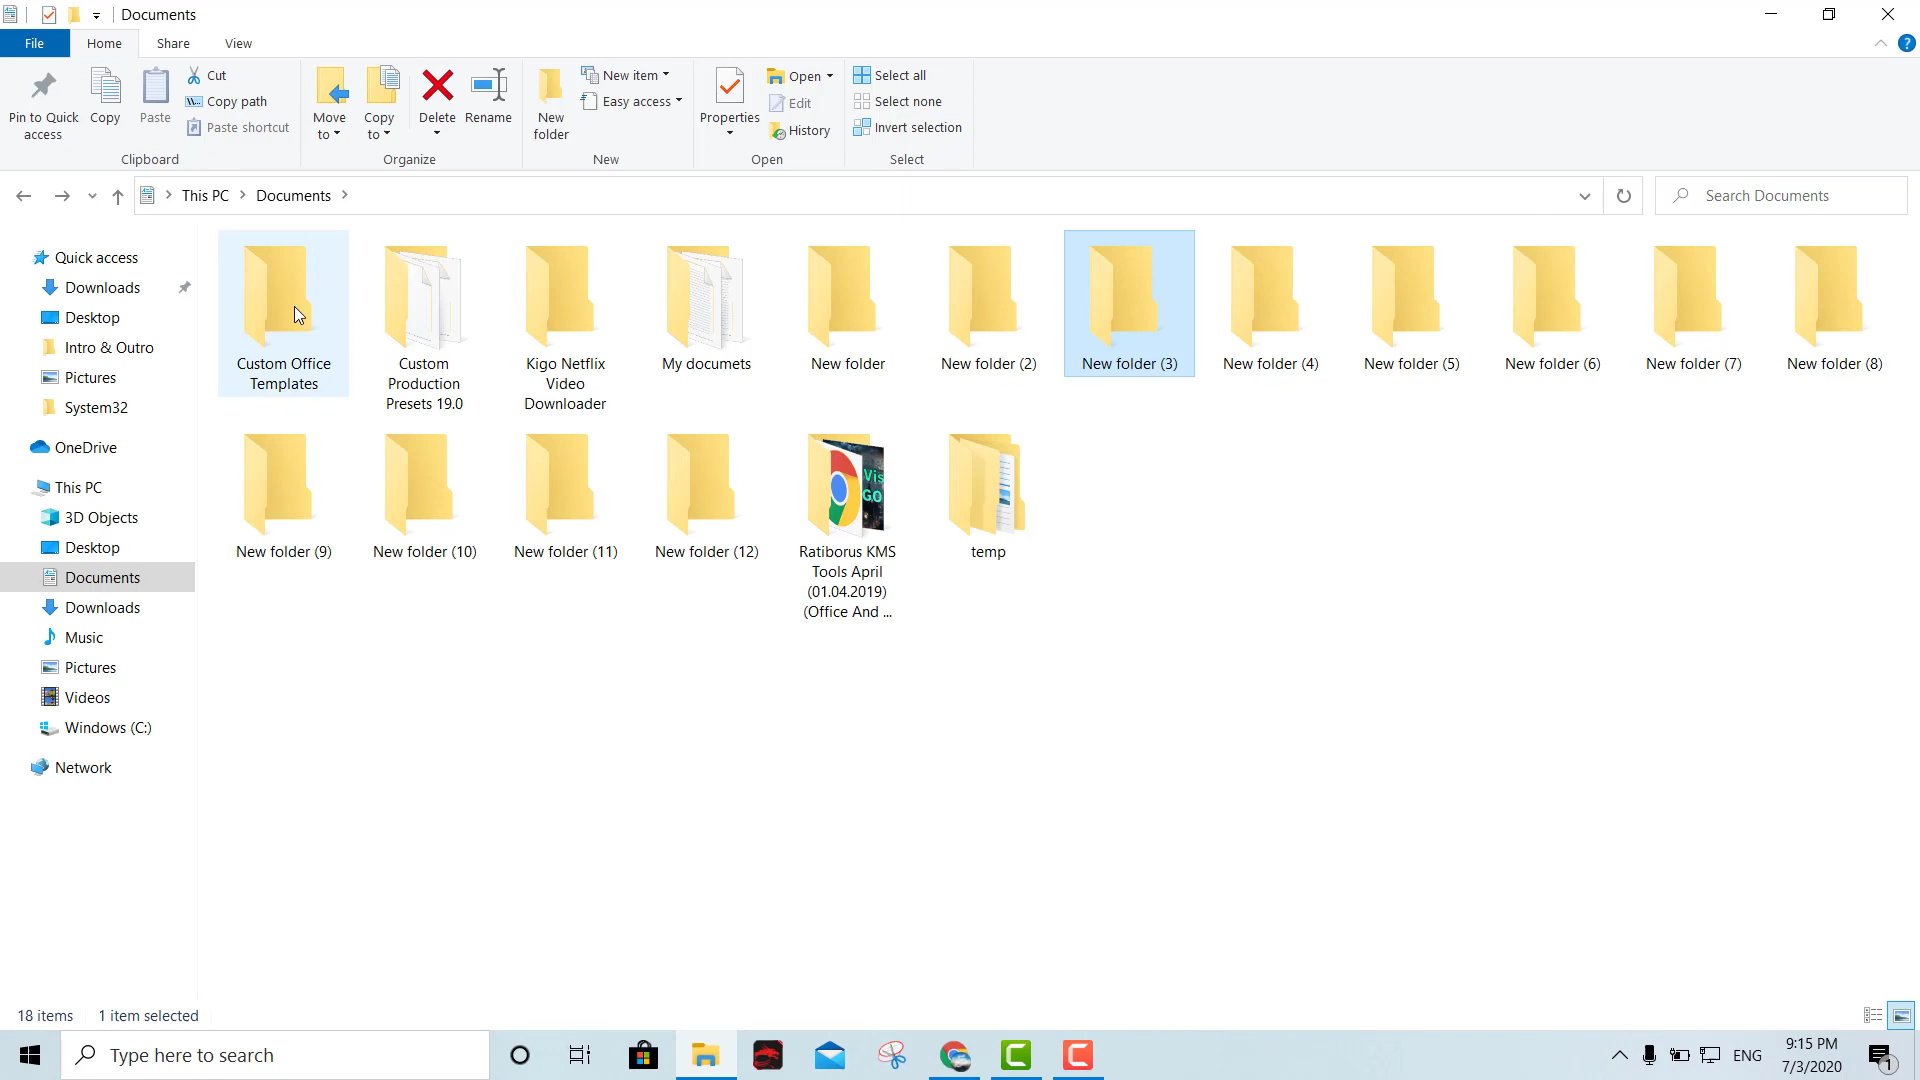 Documents
File Home Share View
Pin to Quick access
Copy
Paste
Cut
Copy path
Paste shortcut
Clipboard
Move to
Copy to
Delete
Rename
Organize
New folder
New item
Easy access
New
Properties
Open
Edit
History
Open
Select all
Select none
Invert selection
Select
This PC Documents
Search Documents
Quick access
Downloads
Desktop
Intro & Outro
Pictures
System32
OneDrive
This PC
3D Objects
Desktop
Documents
Downloads
Music
Pictures
Videos
Windows (C:)
Network
Custom Office
Templates
Custom
Production
Presets 19.0
Kigo Netflix
Video
Downloader
My documets
New folder
New folder (2)
New folder (3)
New folder (4)
New folder (5)
New folder (6)
New folder (7)
New folder (8)
New folder (9)
New folder (10)
New folder (11)
New folder (12)
Vis
GO
Ratiborus KMS
Tools April
(01.04.2019)
(Office And ...
temp
18 items 1 item selected
Type here to search
ENG
9:15 PM
7/3/2020
1